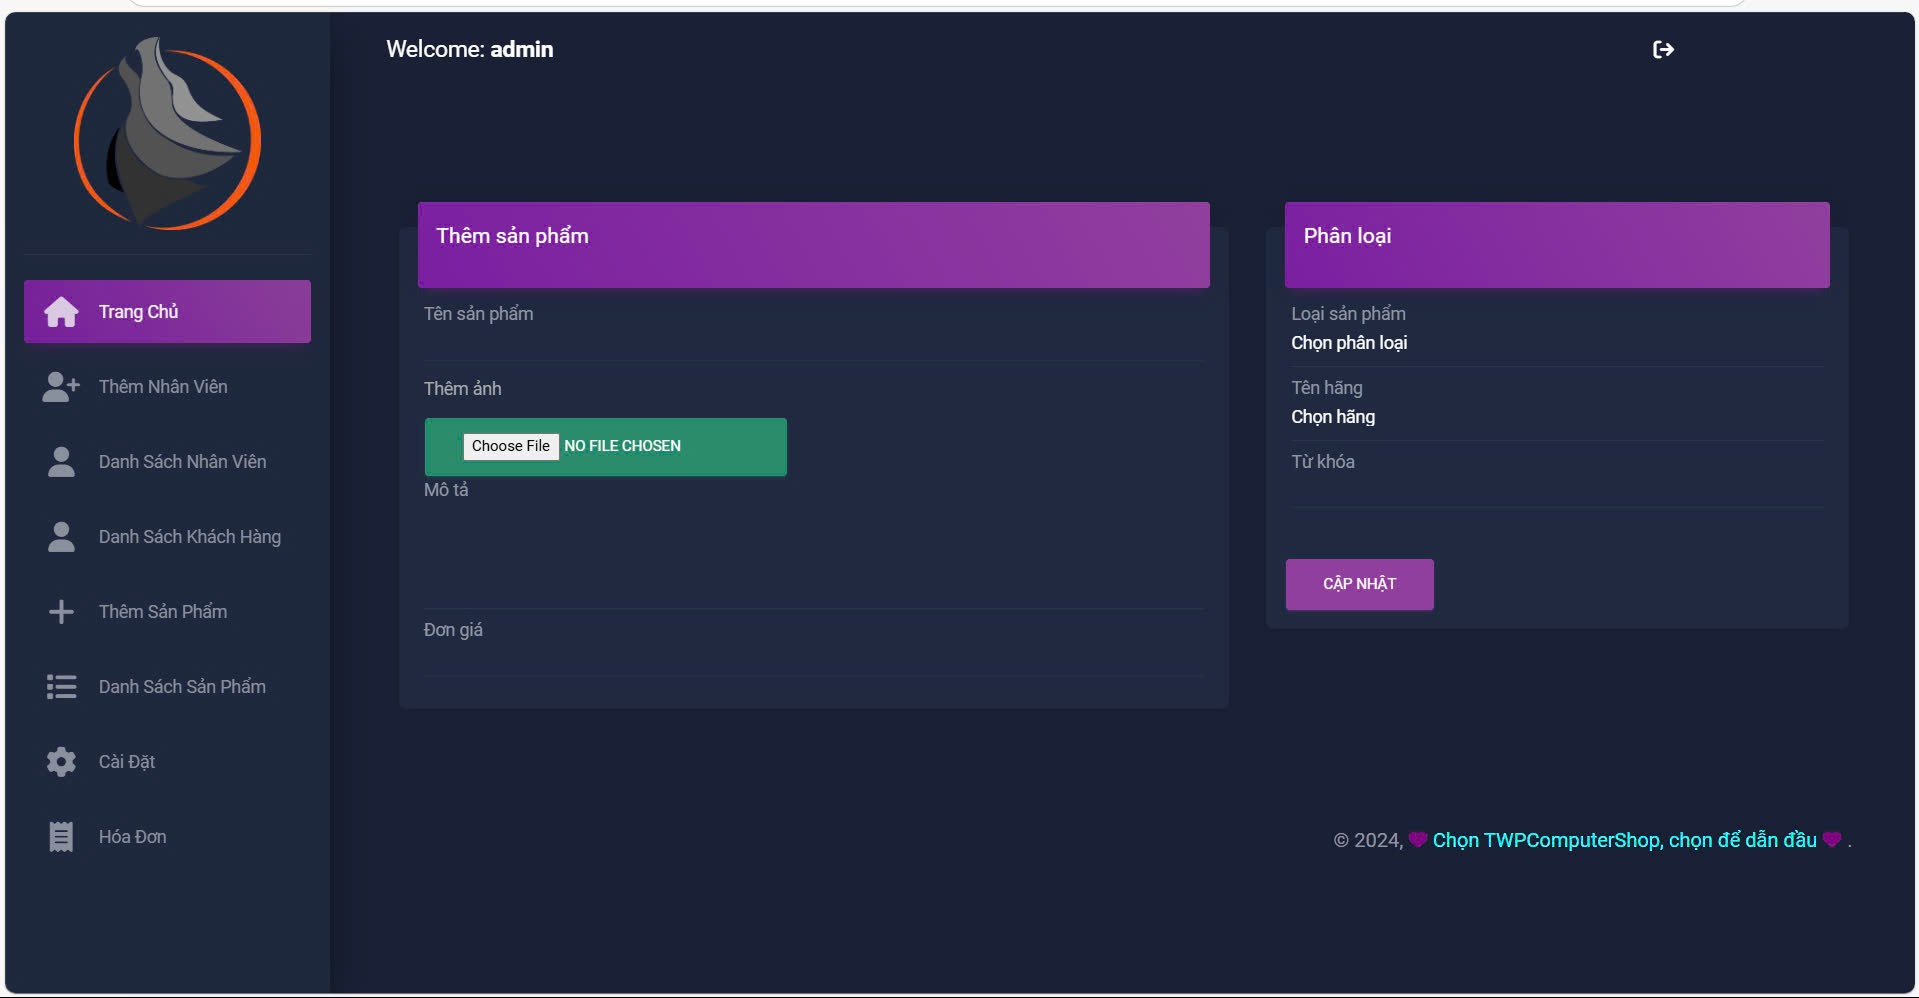 Welcome: admin
Trang Chủ
Thêm Nhân Viên
Danh Sách Nhân Viên
Danh Sách Khách Hàng
Thêm Sản Phẩm
Danh Sách Sản Phẩm
Cài Đặt
Hóa Đơn
Thêm sản phẩm
Tên sản phẩm
Thêm ảnh
Choose File NO FILE CHOSEN
Mô tả
Đơn giá
Phân loại
Loại sản phẩm
Chọn phân loại
Tên hãng
Chọn hãng
Từ khóa
CẬP NHẬT
© 2024, 💜 Chọn TWPComputerShop, chọn để dẫn đầu 💜 .